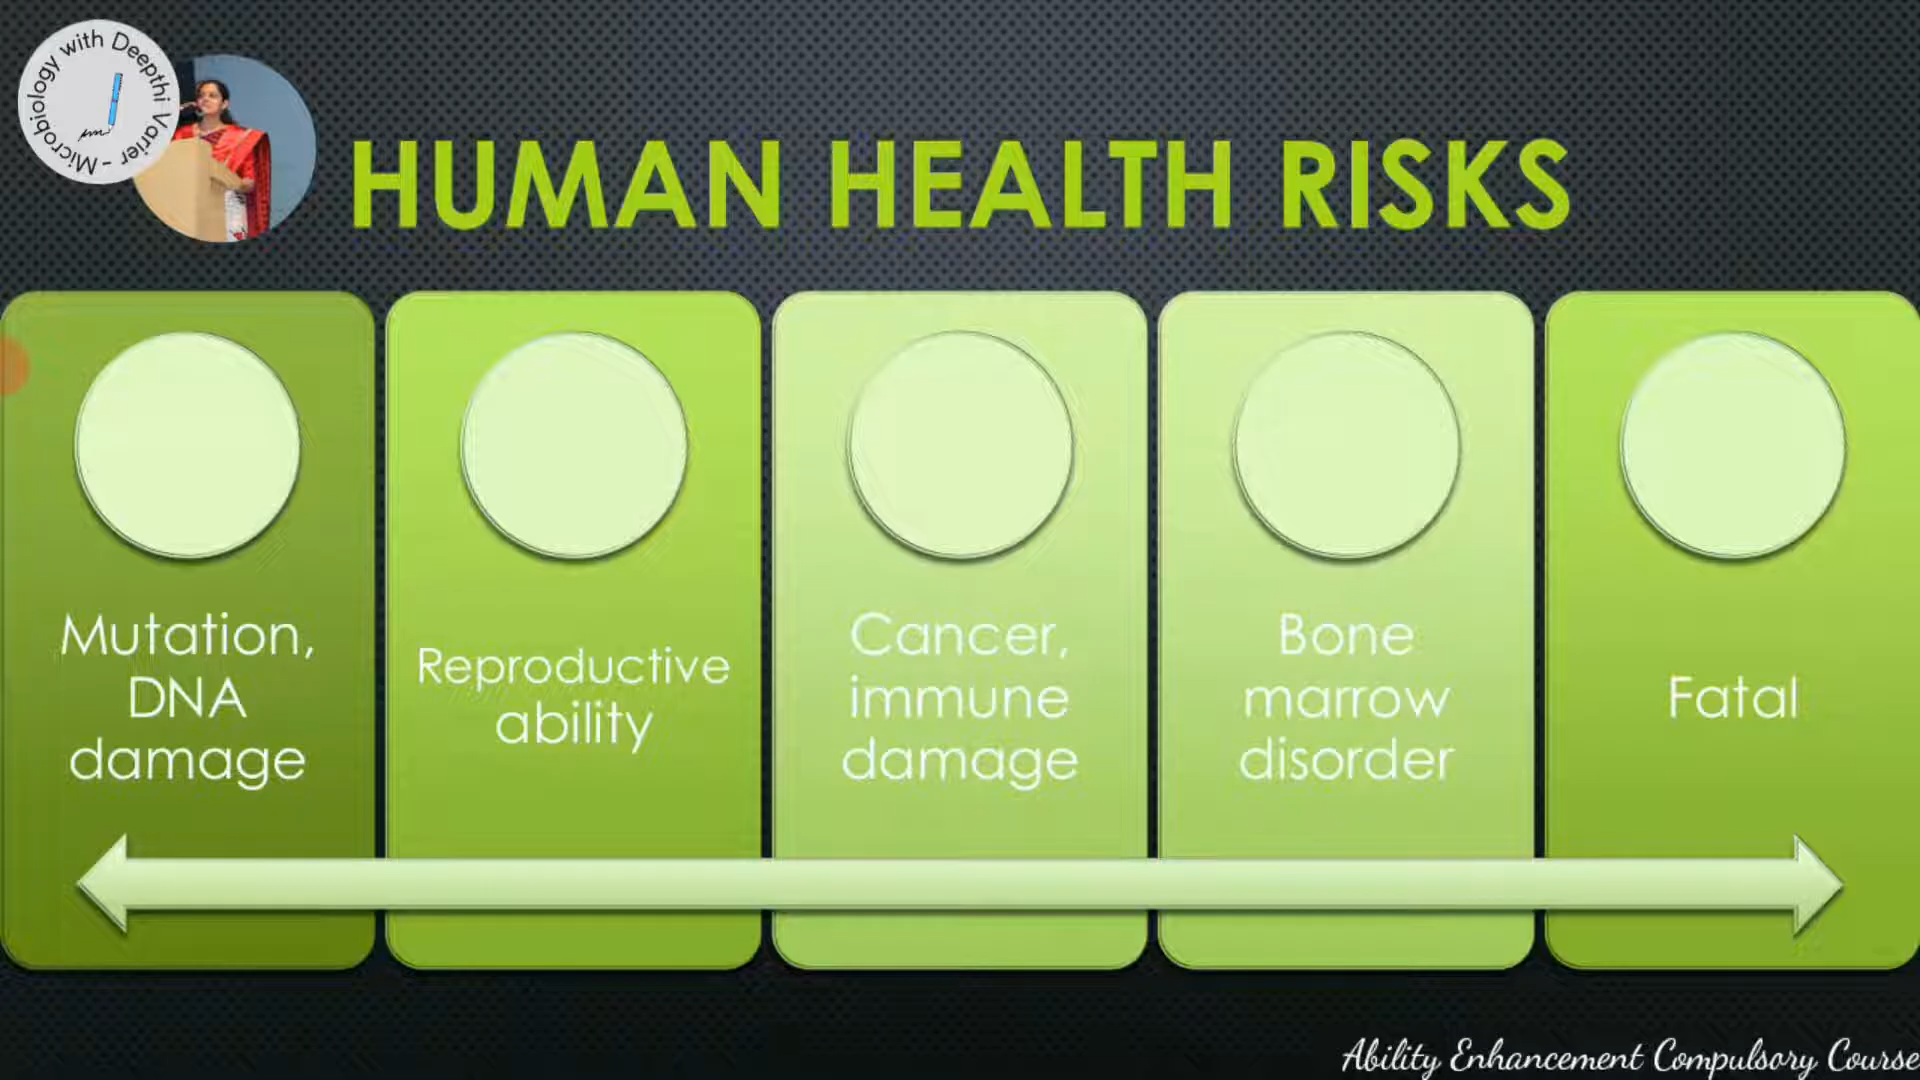 Microbiology with Deepthi Varier -
HUMAN HEALTH RISKS
Mutation,
DNA
damage
Reproductive
ability
Cancer,
immune
damage
Bone
marrow
disorder
Fatal
Ability Enhancement Compulsory Course